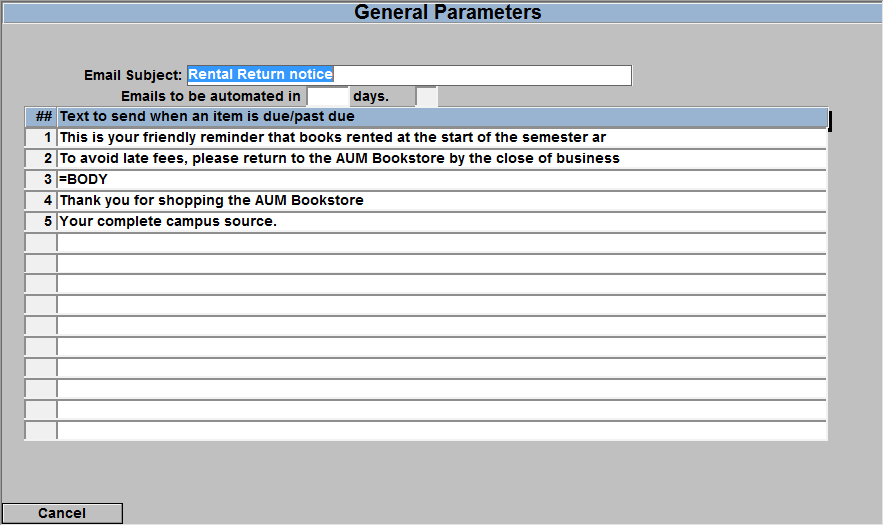 General Parameters
Email Subject: Rental Return notice
Emails to be automated in days.
## Text to send when an item is due/past due
1 This is your friendly reminder that books rented at the start of the semester ar
2 To avoid late fees, please return to the AUM Bookstore by the close of business
3 =BODY
4 Thank you for shopping the AUM Bookstore
5 Your complete campus source.
Cancel